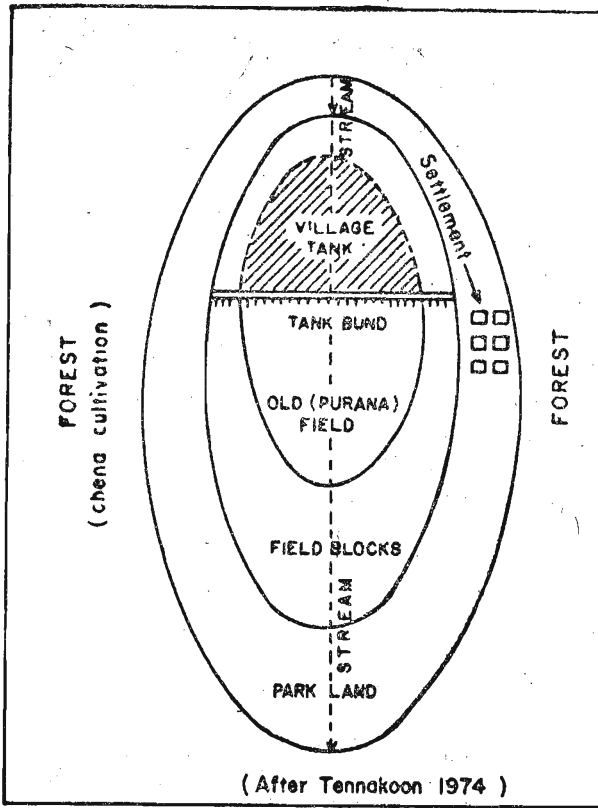 STREAM
Settlement
VILLAGE
TANK
TANK BUND
FOREST
(chena cultivation)
FOREST
OLD (PURANA)
FIELD
FIELD BLOCKS
STREAM
PARK LAND
(After Tennakoon 1974)